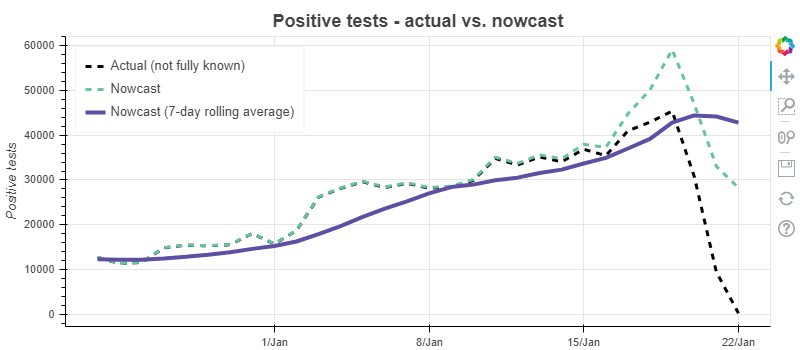 Positive tests - actual vs. nowcast
Actual (not fully known)
Nowcast
Nowcast (7-day rolling average)
Positive tests
60000
50000
40000
30000
20000
10000
0
1/Jan
8/Jan
15/Jan
22/Jan